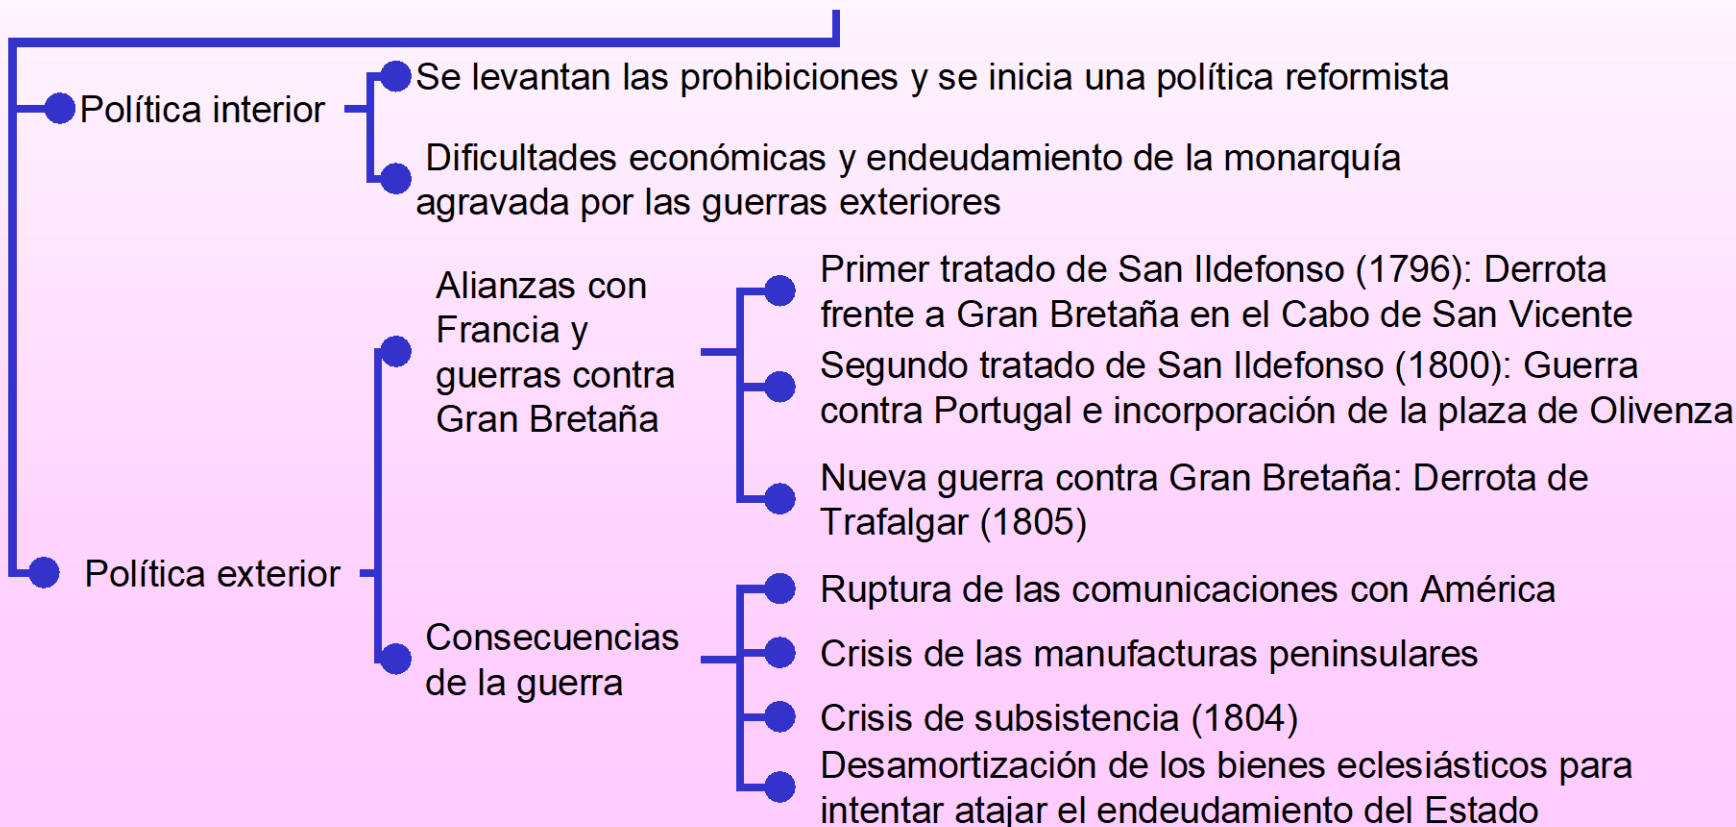 Política interior
Se levantan las prohibiciones y se inicia una política reformista
Dificultades económicas y endeudamiento de la monarquía
agravada por las guerras exteriores
Política exterior
Alianzas con
Francia y
guerras contra
Gran Bretaña
Primer tratado de San Ildefonso (1796): Derrota
frente a Gran Bretaña en el Cabo de San Vicente
Segundo tratado de San Ildefonso (1800): Guerra
contra Portugal e incorporación de la plaza de Olivenza
Nueva guerra contra Gran Bretaña: Derrota de
Trafalgar (1805)
Consecuencias
de la guerra
Ruptura de las comunicaciones con América
Crisis de las manufacturas peninsulares
Crisis de subsistencia (1804)
Desamortización de los bienes eclesiásticos para
intentar atajar el endeudamiento del Estado